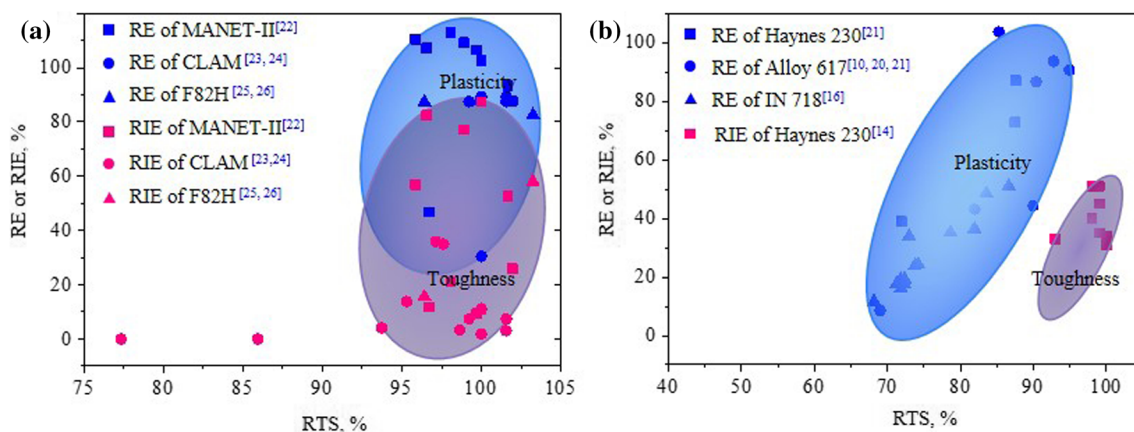 (a)
RE of MANET-II[22]
RE of CLAM[23, 24]
RE of F82H[25, 26]
RIE of MANET-II[22]
RIE of CLAM[23,24]
RIE of F82H[25, 26]
Plasticity
Toughness
RE or RIE, %
100
80
60
40
20
0
75 80 85 90 95 100 105
RTS, %
(b)
RE of Haynes 230[21]
RE of Alloy 617[10, 20, 21]
RE of IN 718[16]
RIE of Haynes 230[14]
Plasticity
Toughness
RE or RIE, %
100
80
60
40
20
0
40 50 60 70 80 90 100
RTS, %